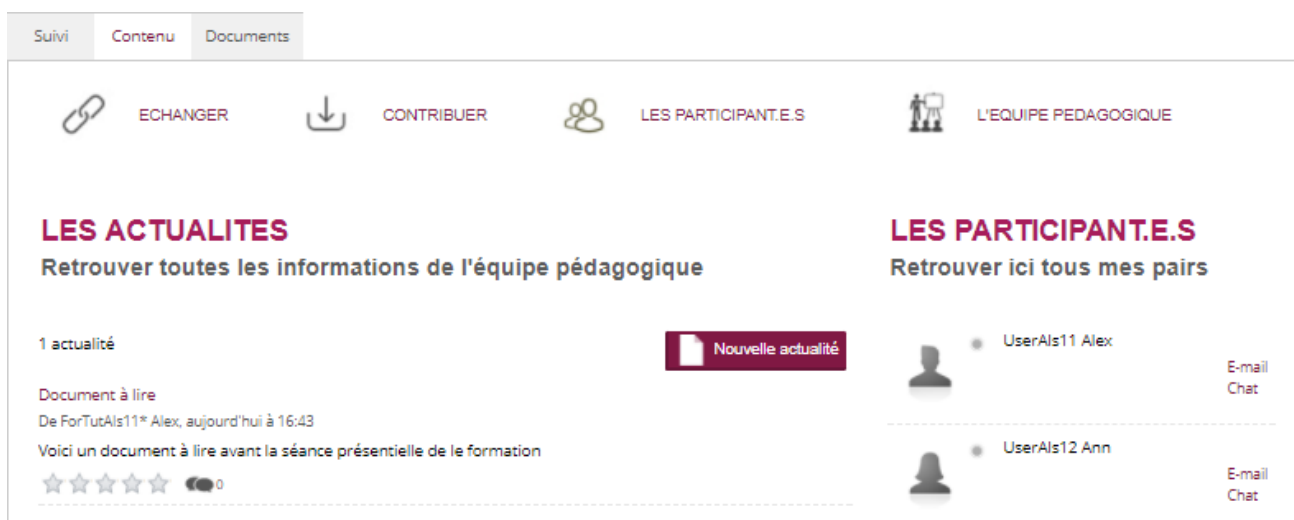 Suivi Contenu Documents
ECHANGER CONTRIBUER LES PARTICIPANT.E.S L'EQUIPE PEDAGOGIQUE
LES ACTUALITES
Retrouver toutes les informations de l'équipe pédagogique
1 actualité
Nouvelle actualité
Document à lire
De ForTutAls11* Alex, aujourd'hui à 16:43
Voici un document à lire avant la séance présentielle de le formation
0
LES PARTICIPANT.E.S
Retrouver ici tous mes pairs
UserAls11 Alex
E-mail
Chat
UserAls12 Ann
E-mail
Chat